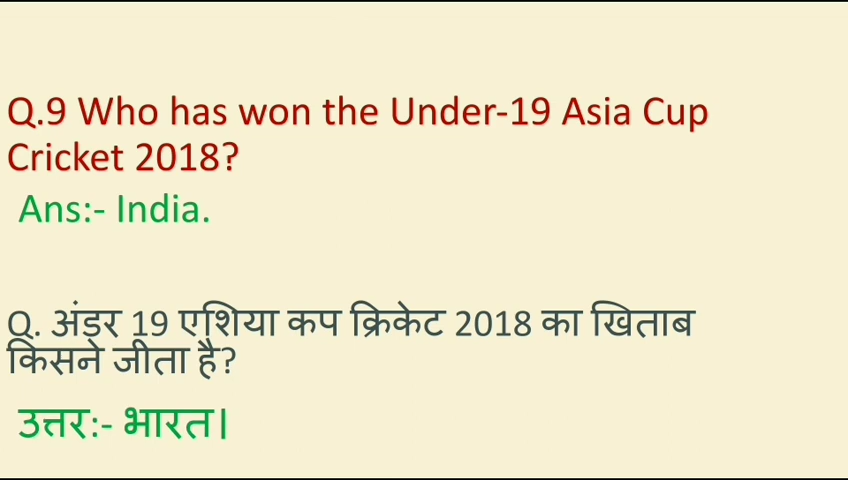 Q.9 Who has won the Under-19 Asia Cup
Cricket 2018?
Ans:- India.
Q. अंडर 19 एशिया कप क्रिकेट 2018 का खिताब
किसने जीता है?
उत्तर:- भारत।